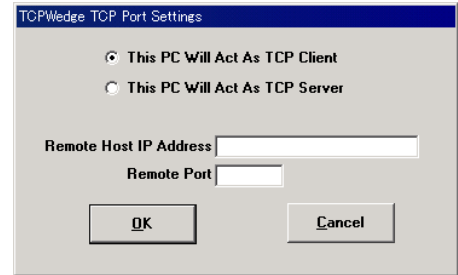 TCPWedge TCP Port Settings
This PC Will Act As TCP Client
This PC Will Act As TCP Server
Remote Host IP Address
Remote Port
OK
Cancel